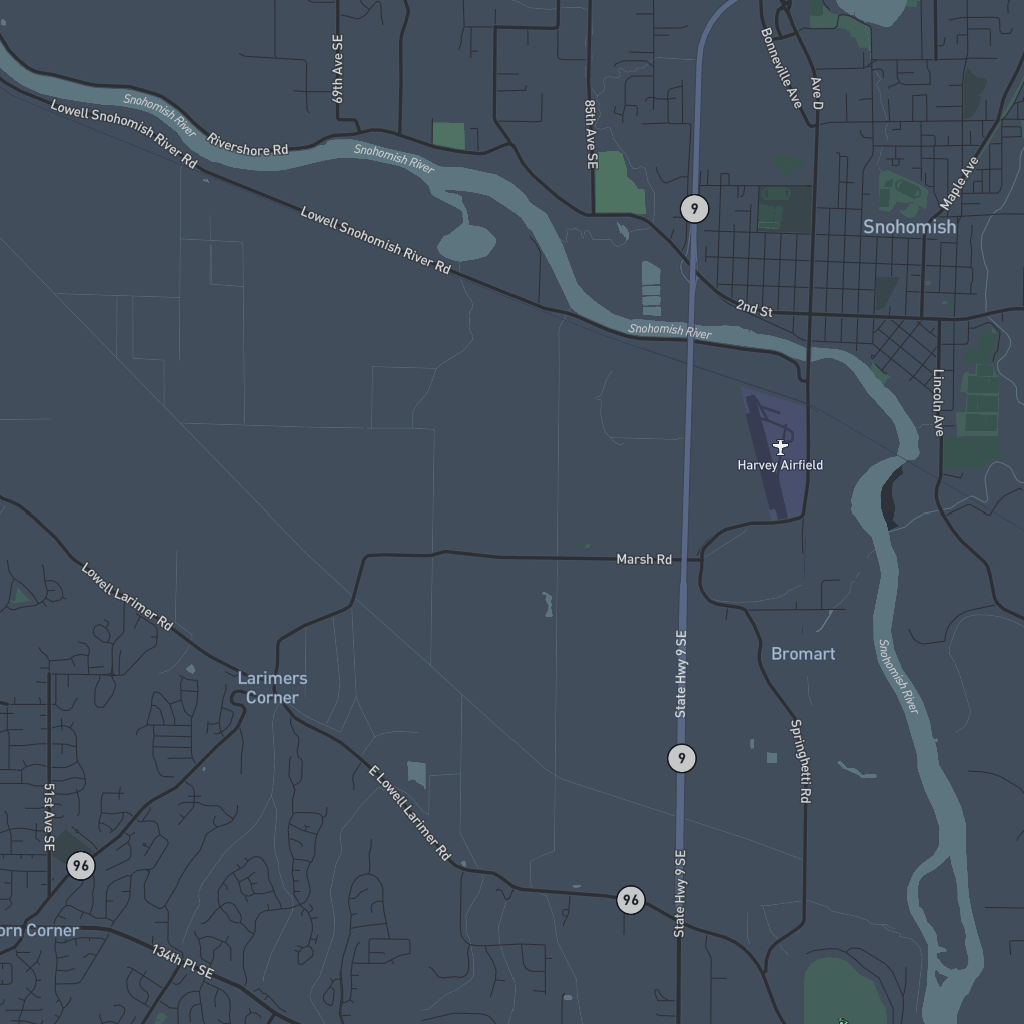 69th Ave SE
Bonneville Ave
Ave D
Snohomish River
Lowell Snohomish River Rd
Rivershore Rd
85th Ave SE
Snohomish River
Maple Ave
9
Snohomish
Lowell Snohomish River Rd
2nd St
Snohomish River
Lincoln Ave
Harvey Airfield
Marsh Rd
Lowell Larimer Rd
State Hwy 9 SE
Bromart
Snohomish River
Larimers
Corner
9
Springhetti Rd
51st Ave SE
E Lowell Larimer Rd
96
State Hwy 9 SE
96
orn Corner
134th Pl SE